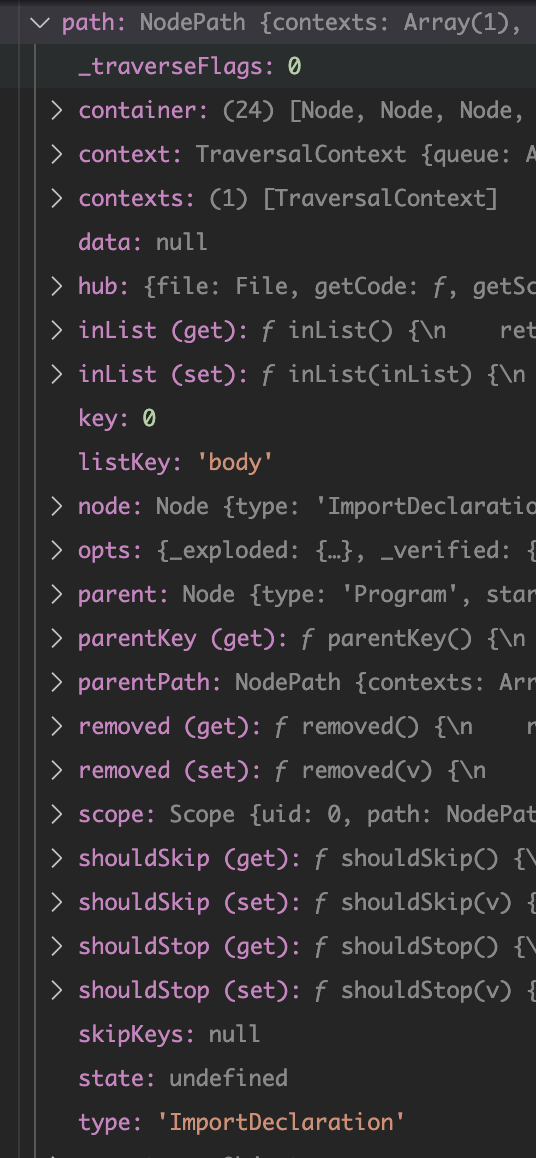 path: NodePath {contexts: Array(1),
_traverseFlags: 0
container: (24) [Node, Node, Node,
context: TraversalContext {queue: A
contexts: (1) [TraversalContext]
data: null
hub: {file: File, getCode: ƒ, getSc
inList (get): ƒ inList() {\n    ret
inList (set): ƒ inList(inList) {\n
key: 0
listKey: 'body'
node: Node {type: 'ImportDeclaratio
opts: {_exploded: {…}, _verified: {
parent: Node {type: 'Program', star
parentKey (get): ƒ parentKey() {\n
parentPath: NodePath {contexts: Arr
removed (get): ƒ removed() {\n    r
removed (set): ƒ removed(v) {\n
scope: Scope {uid: 0, path: NodePat
shouldSkip (get): ƒ shouldSkip() {\
shouldSkip (set): ƒ shouldSkip(v) {
shouldStop (get): ƒ shouldStop() {\
shouldStop (set): ƒ shouldStop(v) {
skipKeys: null
state: undefined
type: 'ImportDeclaration'